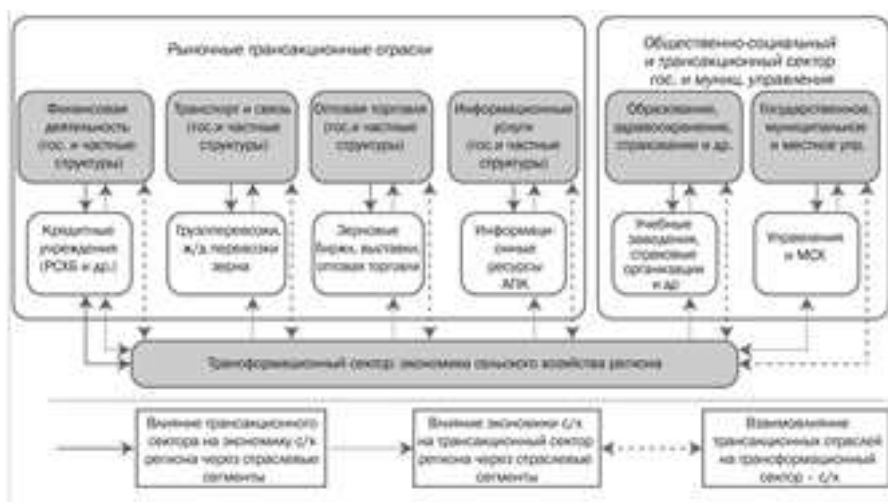 Рыночные трансакционные отрасли
Общественно-социальный
и трансакционный сектор
гос. и муниц. управления
Финансовая
деятельность
(гос. и частные
структуры)
Транспорт и связь
(гос.и частные
структуры)
Оптовая торговля
(гос.и частные
структуры)
Информационные
услуги
(гос.и частные
структуры)
Образование,
здравоохранение,
страхование и др.
Государственное,
муниципальное
и местное упр.
Кредитные
учреждения
(РСХБ и др.)
Грузоперевозки,
ж/д перевозки
зерна
Зерновые
биржи, выставки,
оптовая торговли
Информаци-
онные
ресурсы
АПК
Учебные
заведения,
страховые
организации
и др
Управления
и МСХ
Трансформационный сектор: экономика сельского хозяйства региона
Влияние трансакционного
сектора на экономику с/х
региона через отраслевые
сегменты
Влияние экономики с/х
на трансакционный сектор
региона через отраслевые
сегменты
Взаимовлияние
трансакционных отраслей
на трансформационный
сектор – с/х